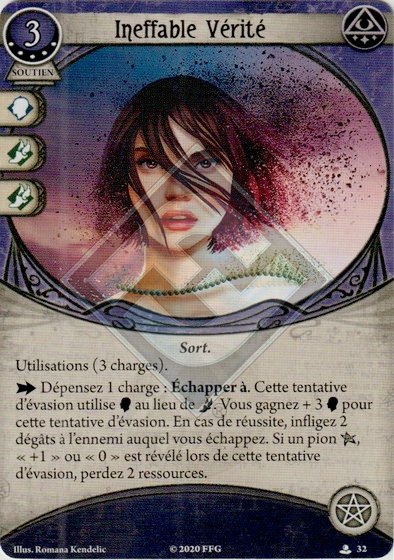 3
Ineffable Vérité
SOUTIEN
Sort.
Utilisations (3 charges).
Dépensez 1 charge : Échapper à. Cette tentative
d'évasion utilise au lieu de . Vous gagnez + 3 pour
cette tentative d'évasion. En cas de réussite, infligez 2
dégâts à l'ennemi auquel vous échappez. Si un pion ,
« +1 » ou « 0 » est révélé lors de cette tentative
d'évasion, perdez 2 ressources.
Illus. Romana Kendelic © 2020 FFG 32